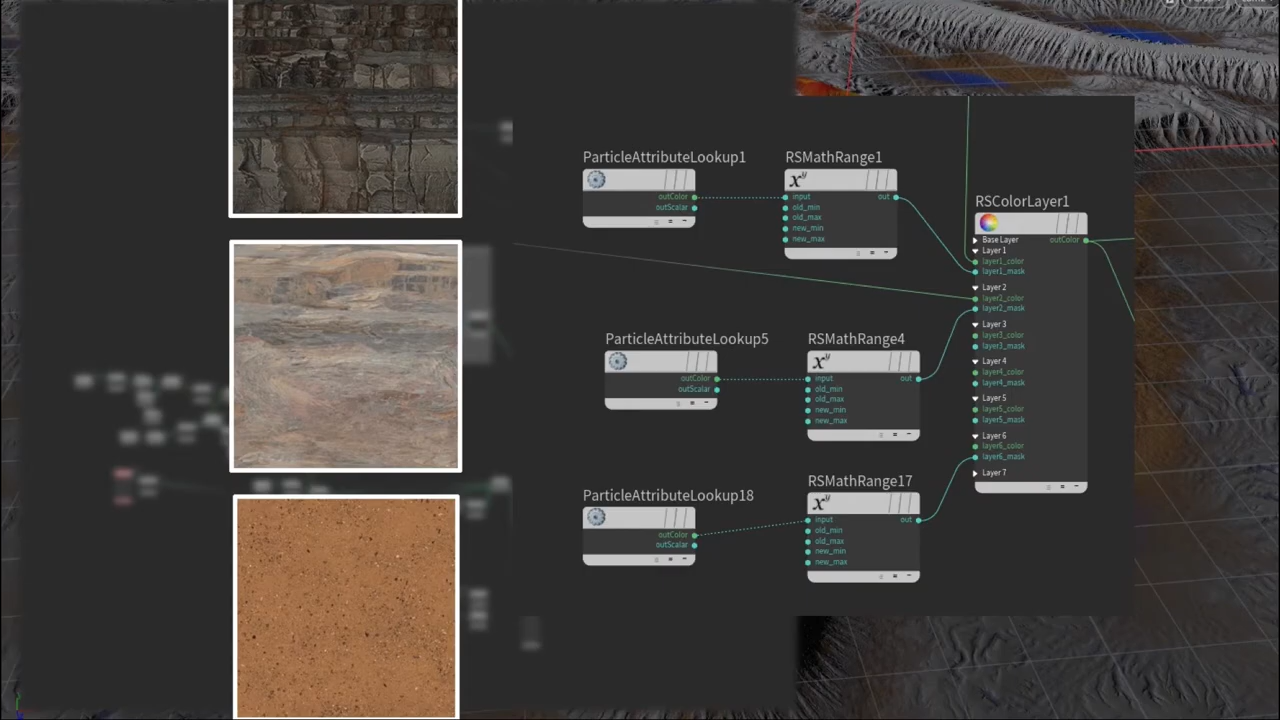 ParticleAttributeLookup1
outColor
outScalar
RSMathRange1
input
out
old_min
old_max
new_min
new_max
RSColorLayer1
Base Layer
outColor
Layer 1
layer1_color
layer1_mask
Layer 2
layer2_color
layer2_mask
Layer 3
layer3_color
layer3_mask
Layer 4
layer4_color
layer4_mask
Layer 5
layer5_color
layer5_mask
Layer 6
layer6_color
layer6_mask
Layer 7
ParticleAttributeLookup5
outColor
outScalar
RSMathRange4
input
out
old_min
old_max
new_min
new_max
ParticleAttributeLookup18
outColor
outScalar
RSMathRange17
input
out
old_min
old_max
new_min
new_max